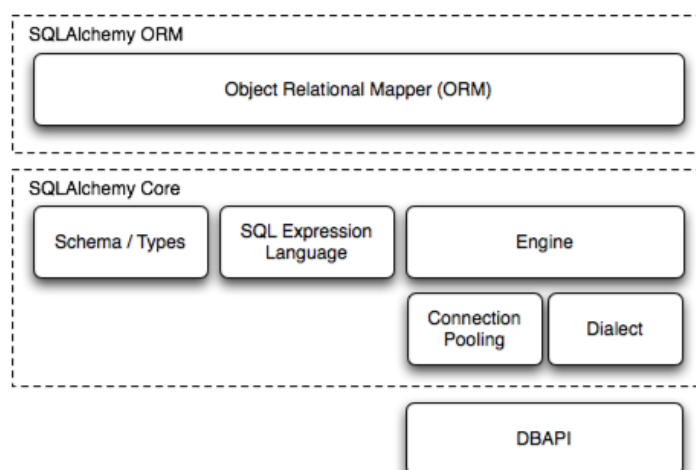 SQLAlchemy ORM
Object Relational Mapper (ORM)
SQLAlchemy Core
Schema / Types
SQL Expression
Language
Engine
Connection
Pooling
Dialect
DBAPI